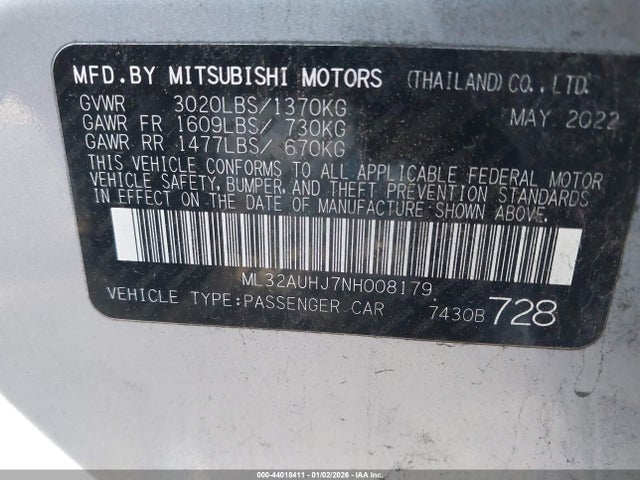 MFD.BY MITSUBISHI MOTORS (THAILAND) CO., LTD.
GVWR 3020LBS/1370KG MAY 2022
GAWR FR 1609LBS/ 730KG
GAWR RR 1477LBS/ 670KG
THIS VEHICLE CONFORMS TO ALL APPLICABLE FEDERAL MOTOR
VEHICLE SAFETY, BUMPER, AND THEFT PREVENTION STANDARDS
IN EFFECT ON THE DATE OF MANUFACTURE SHOWN ABOVE.
ML32AUHJ7NH008179
VEHICLE TYPE:PASSENGER CAR 7430B 728
000-44018411 - 01/02/2026 - IAA Inc.